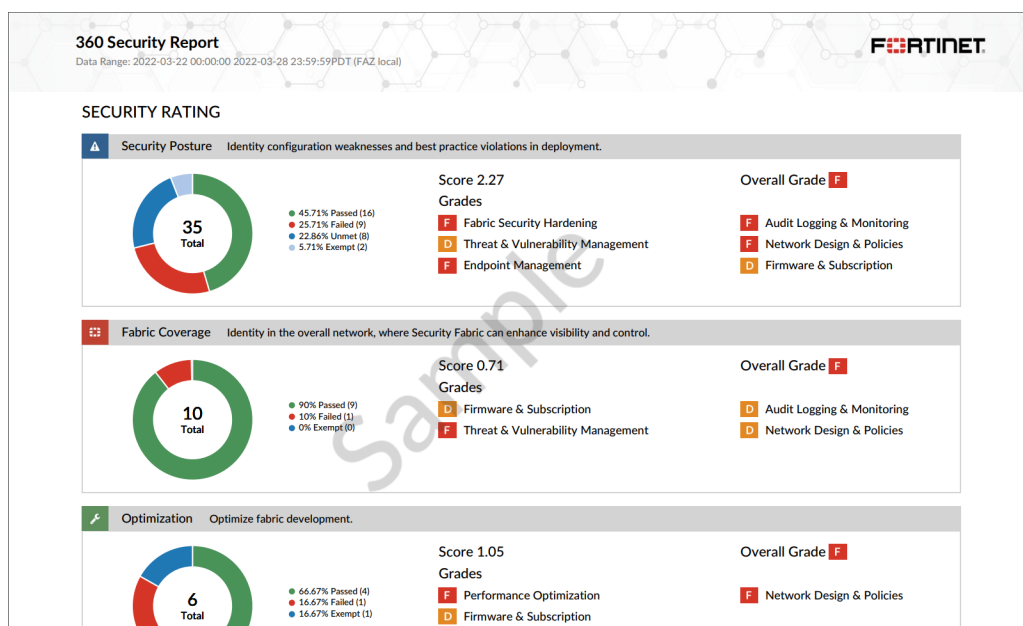 360 Security Report
FORTINET
Data Range: 2022-03-22 00:00:00 2022-03-28 23:59:59PDT (FAZ local)
SECURITY RATING
Security Posture Identity configuration weaknesses and best practice violations in deployment.
35
Total
45.71% Passed (16)
25.71% Failed (9)
22.86% Unmet (8)
5.71% Exempt (2)
Score 2.27
Overall Grade F
Grades
F Fabric Security Hardening
F Audit Logging & Monitoring
D Threat & Vulnerability Management
F Network Design & Policies
F Endpoint Management
D Firmware & Subscription
Fabric Coverage Identity in the overall network, where Security Fabric can enhance visibility and control.
10
Total
90% Passed (9)
10% Failed (1)
0% Exempt (0)
Score 0.71
Overall Grade F
Grades
D Firmware & Subscription
D Audit Logging & Monitoring
F Threat & Vulnerability Management
D Network Design & Policies
Sample
Optimization Optimize fabric development.
6
Total
66.67% Passed (4)
16.67% Failed (1)
16.67% Exempt (1)
Score 1.05
Overall Grade F
Grades
F Performance Optimization
F Network Design & Policies
D Firmware & Subscription